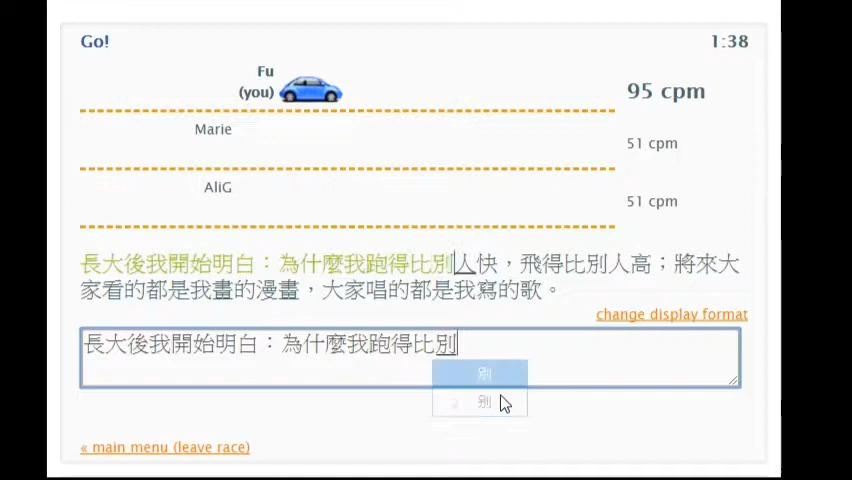 Go!
1:38
Fu
(you)
95 cpm
Marie
51 cpm
AliG
51 cpm
長大後我開始明白：為什麼我跑得比別人快，飛得比別人高；將來大
家看的都是我畫的漫畫，大家唱的都是我寫的歌。
change display format
長大後我開始明白：為什麼我跑得比別
別
2 别
« main menu (leave race)